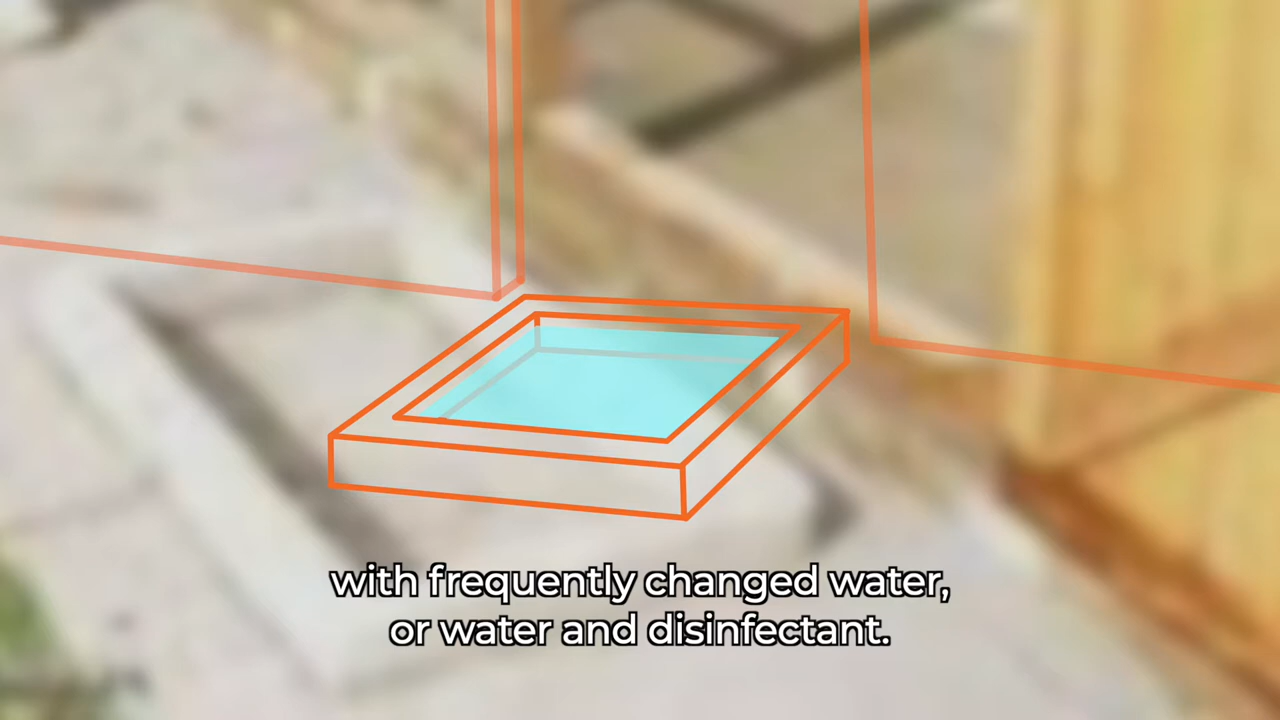 with frequently changed water,
or water and disinfectant.